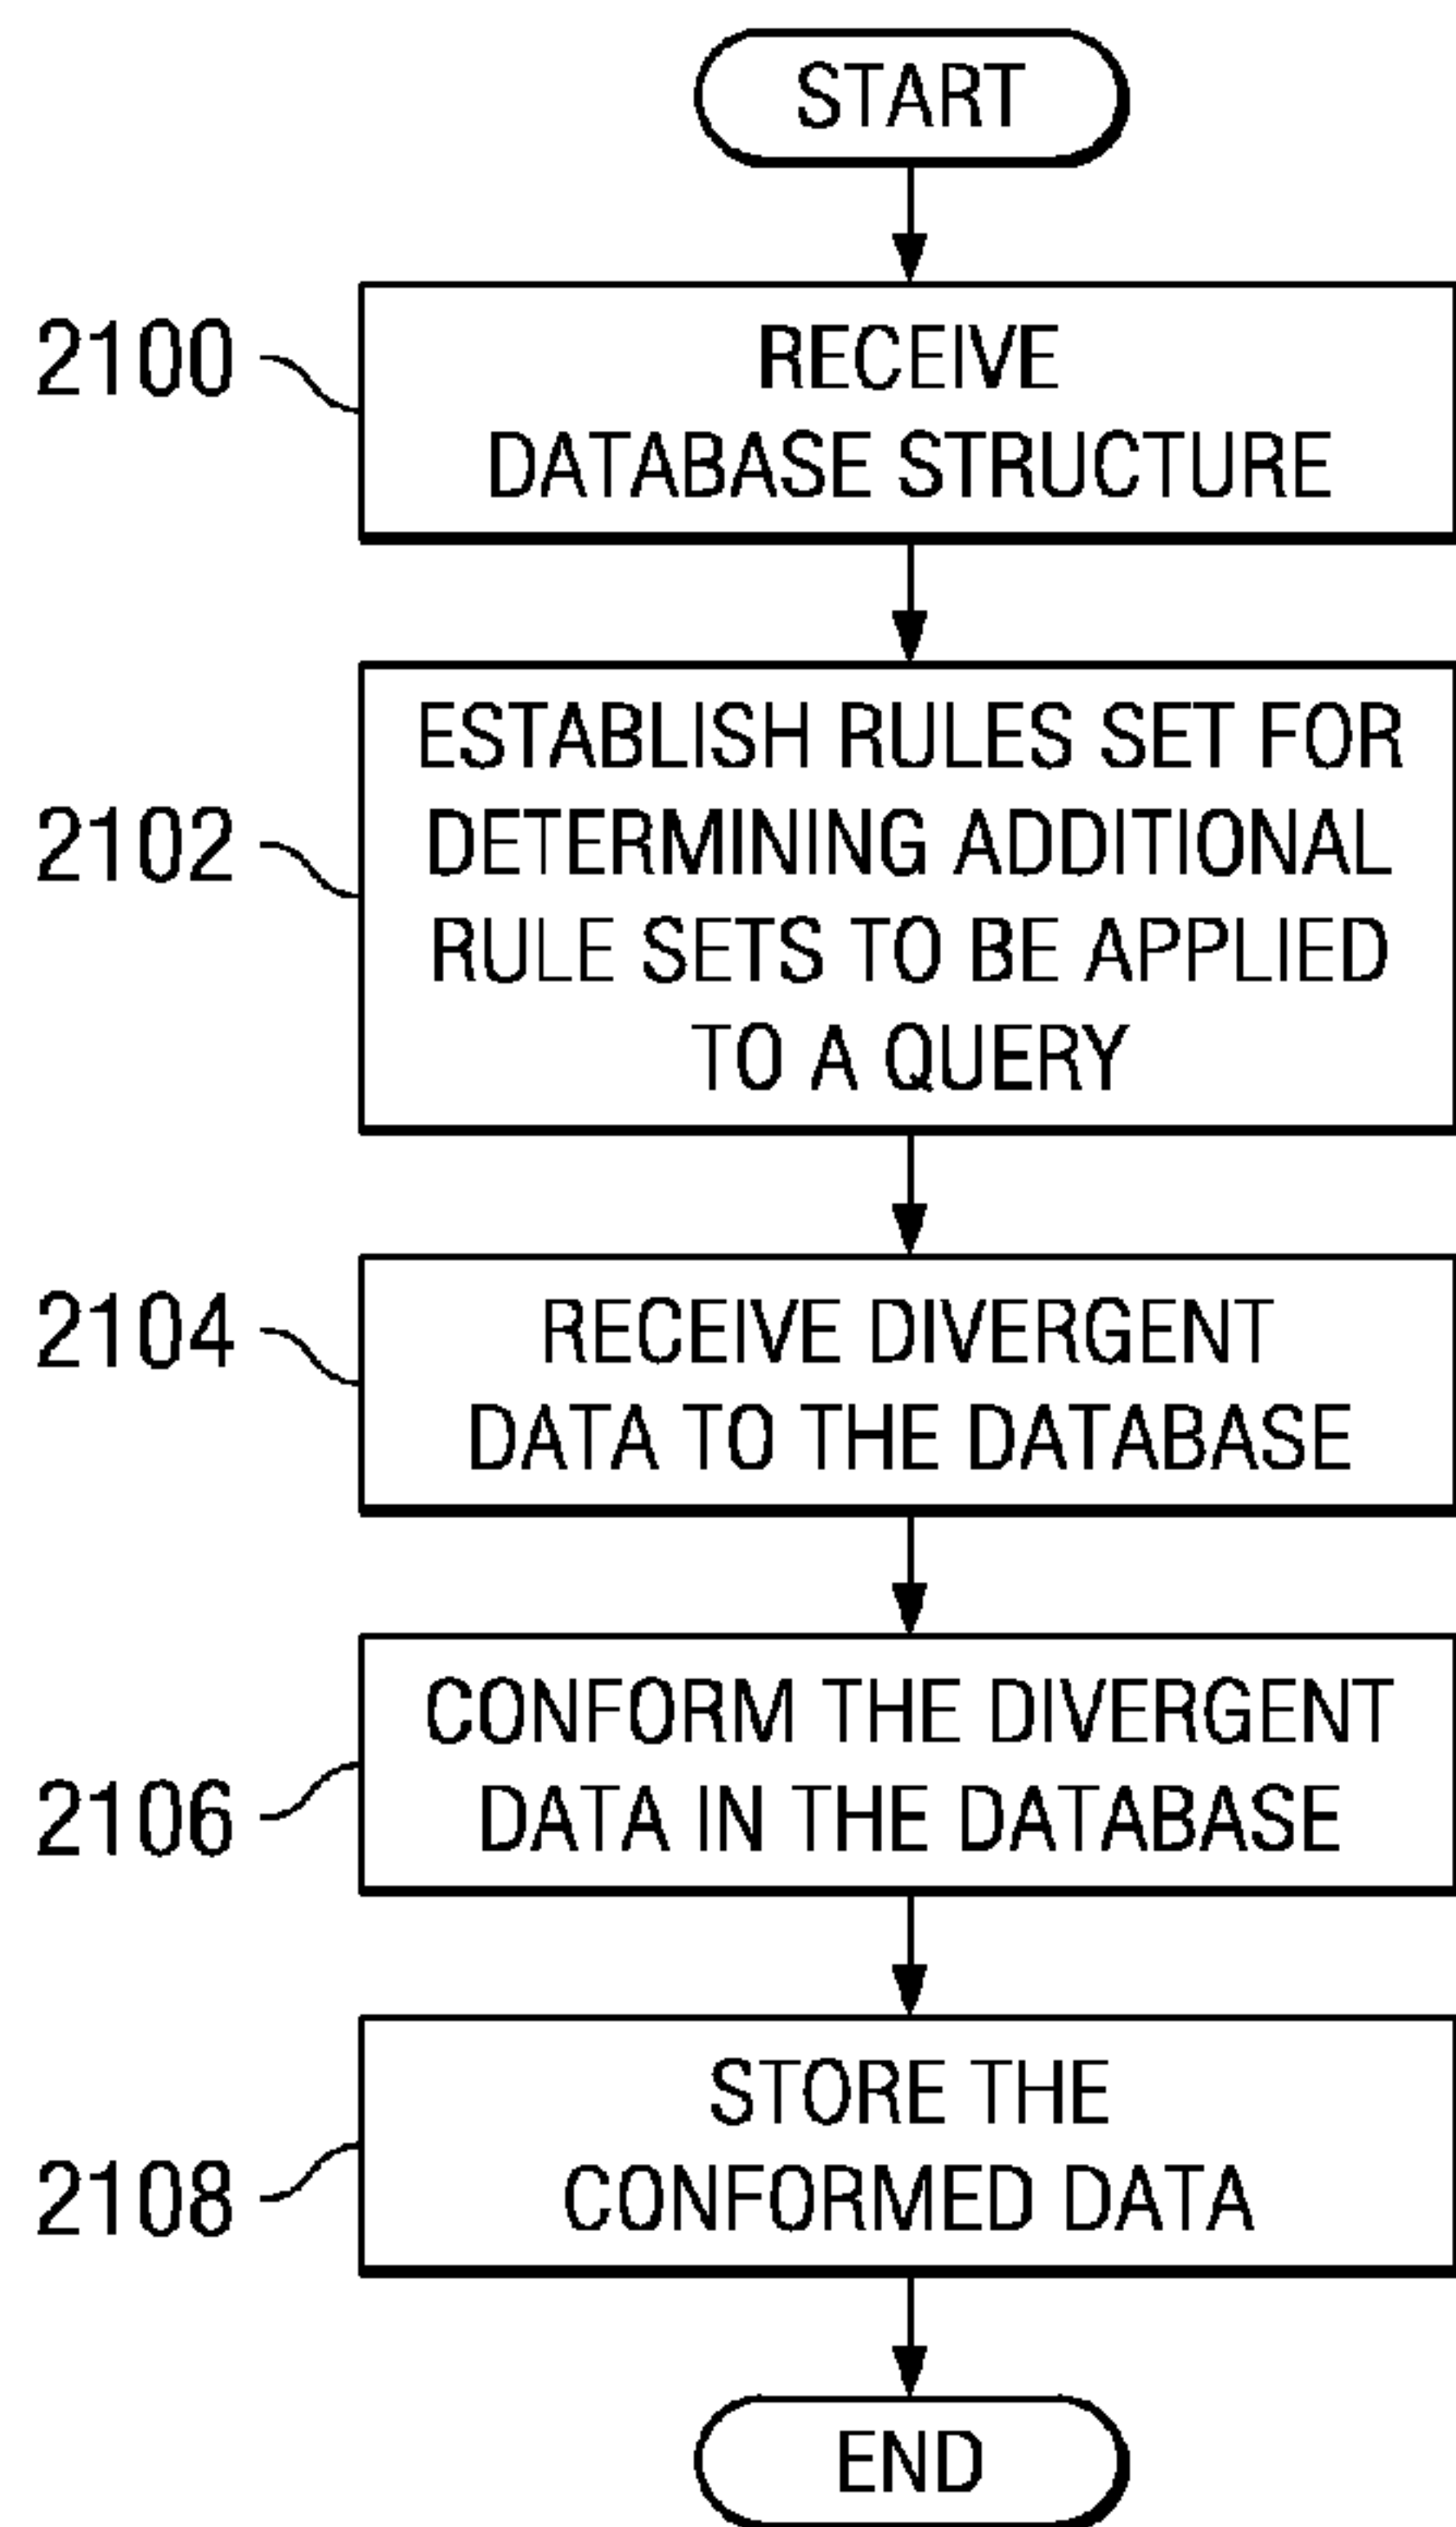 START
2100
RECEIVE
DATABASE STRUCTURE
2102
ESTABLISH RULES SET FOR
DETERMINING ADDITIONAL
RULE SETS TO BE APPLIED
TO A QUERY
2104
RECEIVE DIVERGENT
DATA TO THE DATABASE
2106
CONFORM THE DIVERGENT
DATA IN THE DATABASE
2108
STORE THE
CONFORMED DATA
END